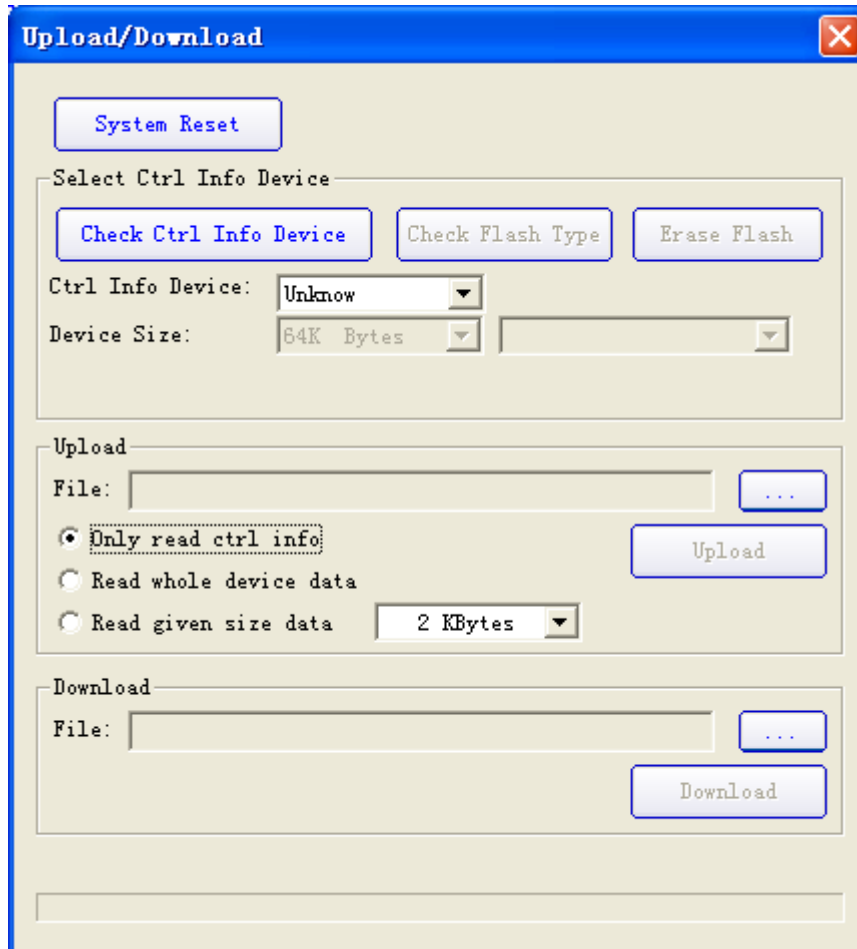 Upload/Download
System Reset
Select Ctrl Info Device
Check Ctrl Info Device Check Flash Type Erase Flash
Ctrl Info Device: Unknow
Device Size: 64K Bytes
Upload
File: ...
Only read ctrl info
Upload
Read whole device data
Read given size data 2 KBytes
Download
File: ...
Download